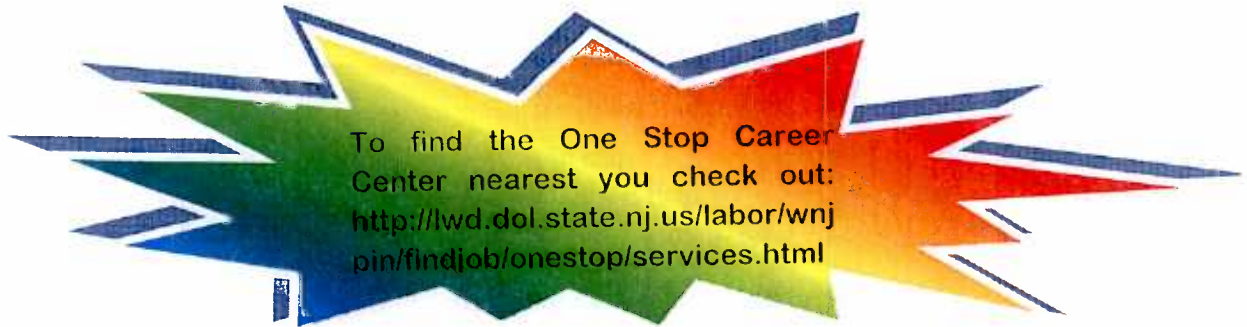 To find the One Stop Career
Center nearest you check out:
http://lwd.dol.state.nj.us/labor/wnj
pin/findjob/onestop/services.html